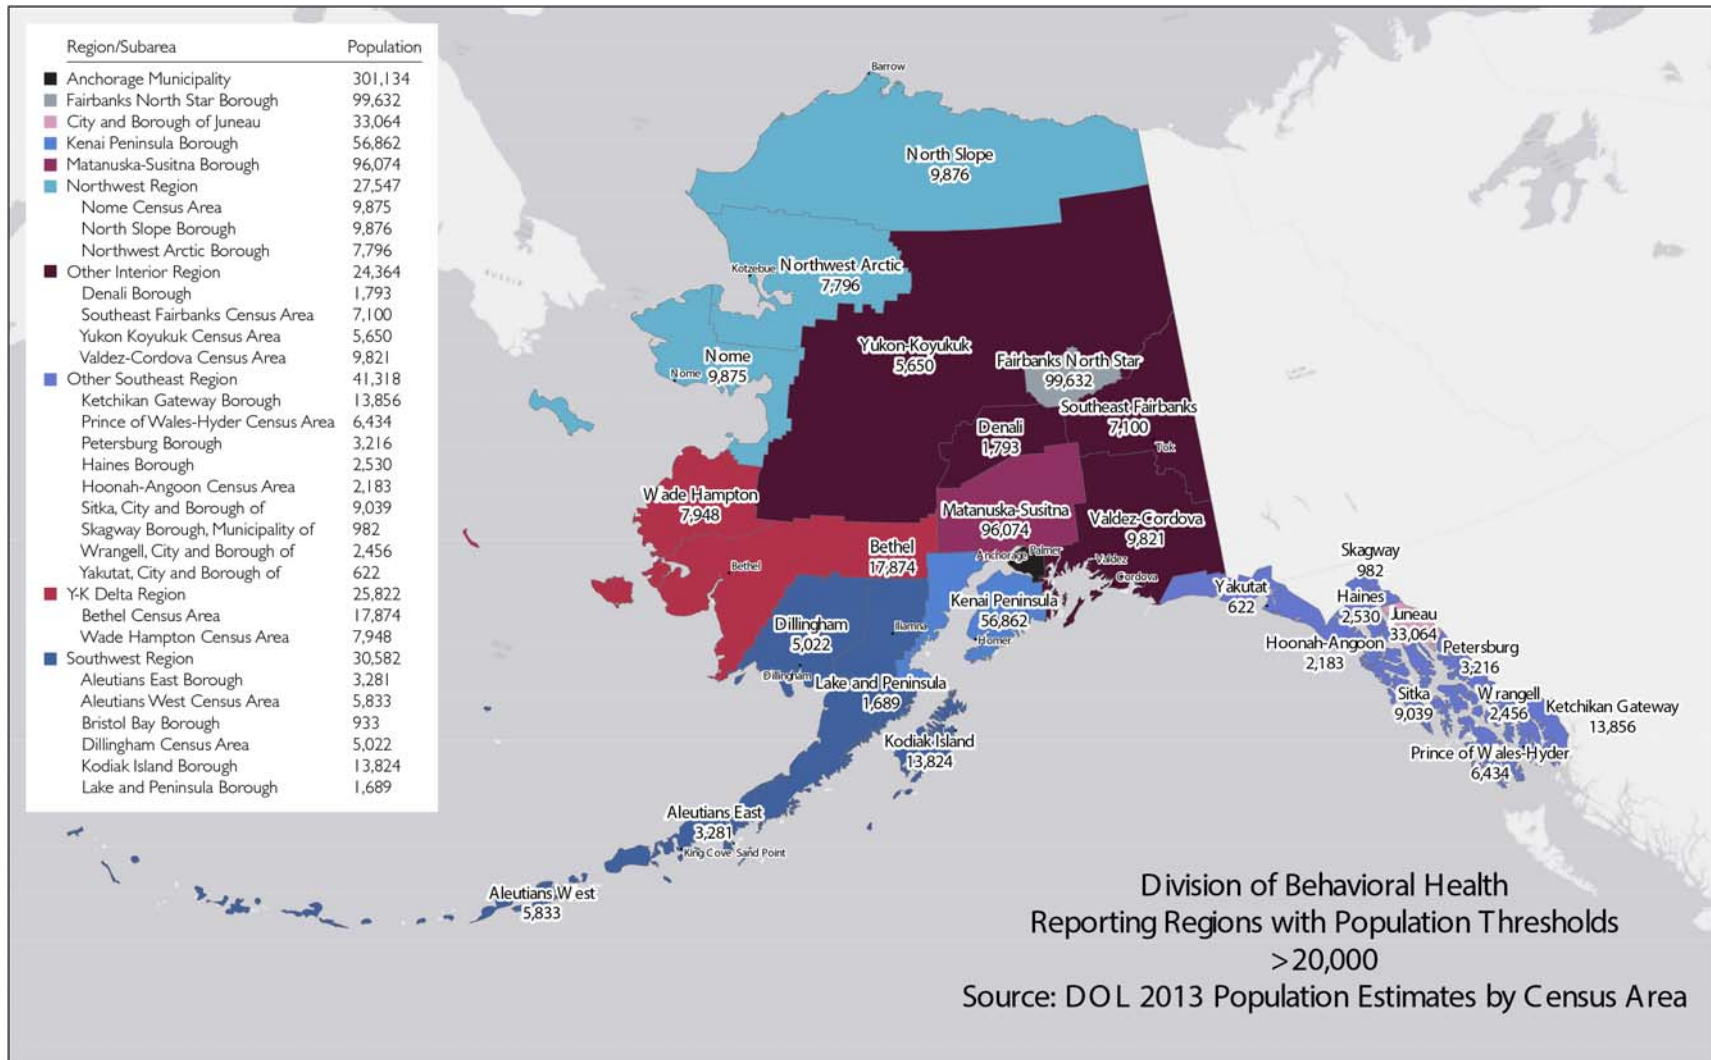 Region/Subarea Population
Anchorage Municipality 301,134
Fairbanks North Star Borough 99,632
City and Borough of Juneau 33,064
Kenai Peninsula Borough 56,862
Matanuska-Susitna Borough 96,074
Northwest Region 27,547
Nome Census Area 9,875
North Slope Borough 9,876
Northwest Arctic Borough 7,796
Other Interior Region 24,364
Denali Borough 1,793
Southeast Fairbanks Census Area 7,100
Yukon Koyukuk Census Area 5,650
Valdez-Cordova Census Area 9,821
Other Southeast Region 41,318
Ketchikan Gateway Borough 13,856
Prince of Wales-Hyder Census Area 6,434
Petersburg Borough 3,216
Haines Borough 2,530
Hoonah-Angoon Census Area 2,183
Sitka, City and Borough of 9,039
Skagway Borough, Municipality of 982
Wrangell, City and Borough of 2,456
Yakutat, City and Borough of 622
Y-K Delta Region 25,822
Bethel Census Area 17,874
Wade Hampton Census Area 7,948
Southwest Region 30,582
Aleutians East Borough 3,281
Aleutians West Census Area 5,833
Bristol Bay Borough 933
Dillingham Census Area 5,022
Kodiak Island Borough 13,824
Lake and Peninsula Borough 1,689
Barrow
North Slope
9,876
Kotzebue
Northwest Arctic
7,796
Nome
9,875
Nome
Yukon-Koyukuk
5,650
Fairbanks North Star
99,632
Southeast Fairbanks
7,100
Denali
1,793
Tok
Wade Hampton
7,948
Matanuska-Susitna
96,074
Valdez-Cordova
9,821
Bethel
17,874
Bethel
Anchorage
Palmer
Valdez
Cordova
Kenai Peninsula
56,862
Homer
Dillingham
5,022
Iliamna
Dillingham
Lake and Peninsula
1,689
Kodiak Island
13,824
Aleutians East
3,281
King Cove
Sand Point
Aleutians West
5,833
Skagway
982
Yakutat
622
Haines
2,530
Juneau
33,064
Hoonah-Angoon
2,183
Petersburg
3,216
Sitka
9,039
Wrangell
2,456
Ketchikan Gateway
13,856
Prince of Wales-Hyder
6,434
Division of Behavioral Health
Reporting Regions with Population Thresholds
>20,000
Source: DOL 2013 Population Estimates by Census Area